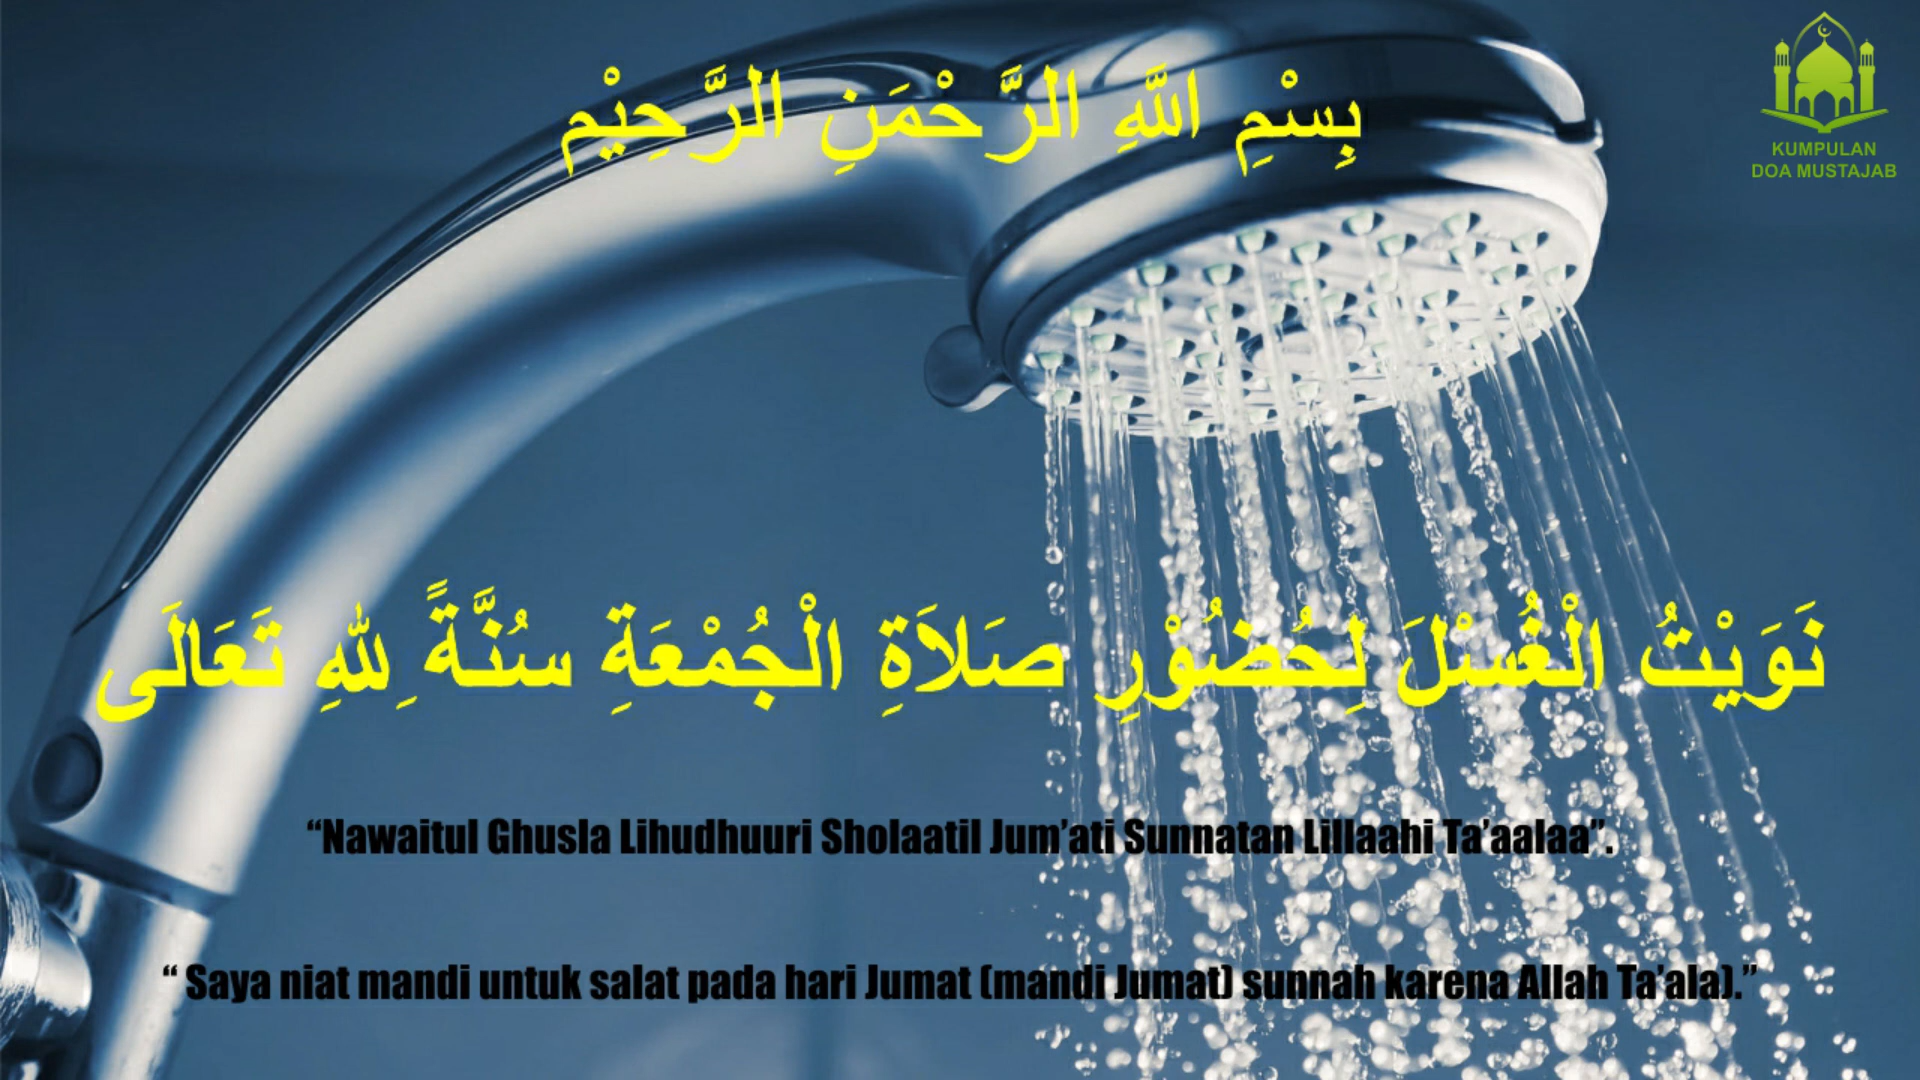 بِسْمِ اللَّهِ الرَّحْمَنِ الرَّحِيْمِ
KUMPULAN
DOA MUSTAJAB
نَوَيْتُ الْغُسْلَ لِحُضُوْرِ صَلاَةِ الْجُمْعَةِ سُنَّةً ِللهِ تَعَالَى
“Nawaitul Ghusla Lihudhuuri Sholaatil Jum’ati Sunnatan Lillaahi Ta’aalaa”.
“ Saya niat mandi untuk salat pada hari Jumat (mandi Jumat) sunnah karena Allah Ta’ala).”